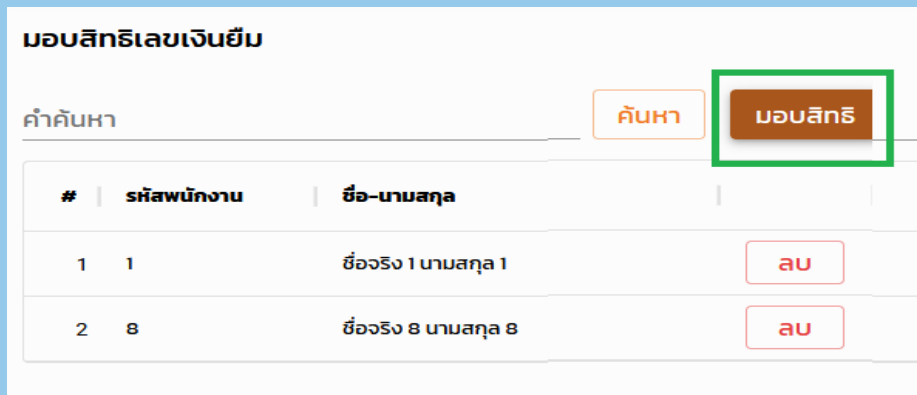 มอบสิทธิเลขเงินยืม
คำค้นหา ค้นหา มอบสิทธิ
# รหัสพนักงาน ชื่อ-นามสกุล
1 1 ชื่อจริง 1 นามสกุล 1 ลบ
2 8 ชื่อจริง 8 นามสกุล 8 ลบ